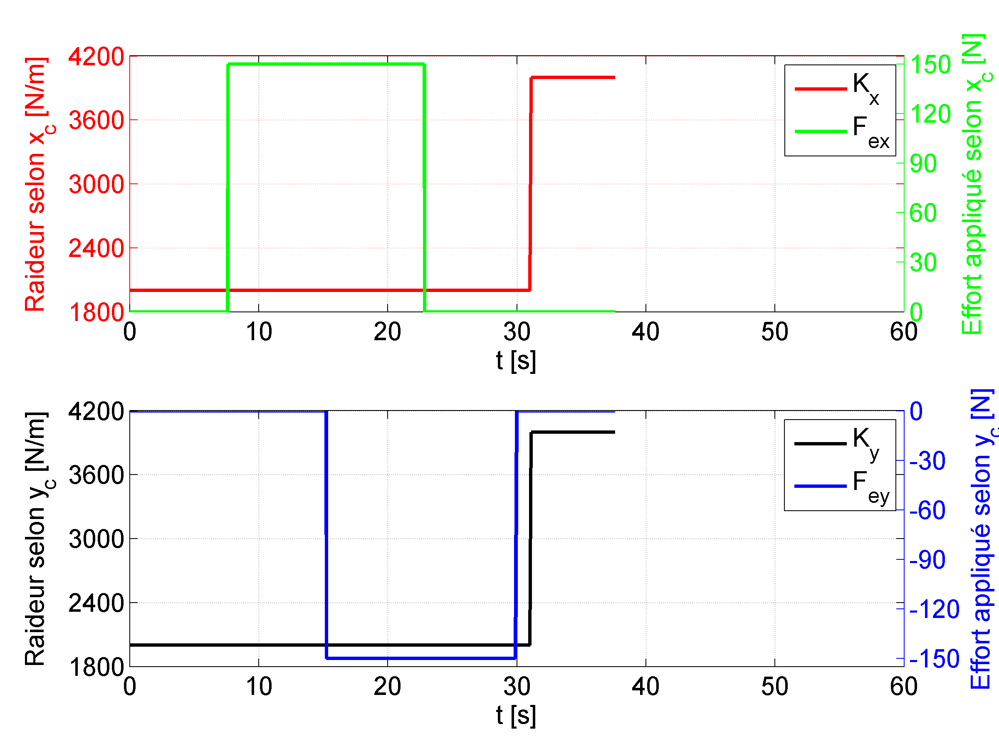 Raideur selon x_c [N/m]
4200
3600
3000
2400
1800
K_x
F_ex
150
120
90
60
30
0
Effort appliqué selon x_c [N]
0 10 20 30 40 50 60
t [s]
Raideur selon y_c [N/m]
4200
3600
3000
2400
1800
K_y
F_ey
0
-30
-60
-90
-120
-150
Effort appliqué selon y_c [N]
0 10 20 30 40 50 60
t [s]